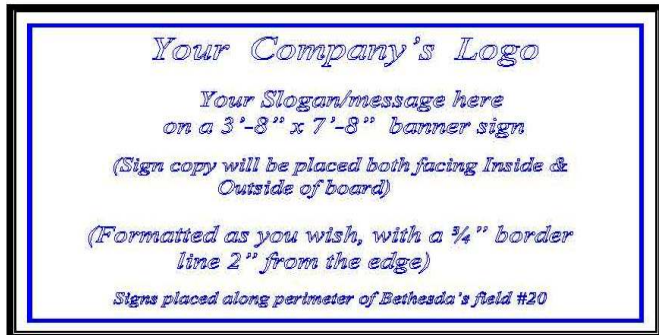 Your Company's Logo
Your Slogan/message here
on a 3'-8" x 7'-8" banner sign
(Sign copy will be placed both facing Inside &
Outside of board)
(Formatted as you wish, with a ¾" border
line 2" from the edge)
Signs placed along perimeter of Bethesda's field #20